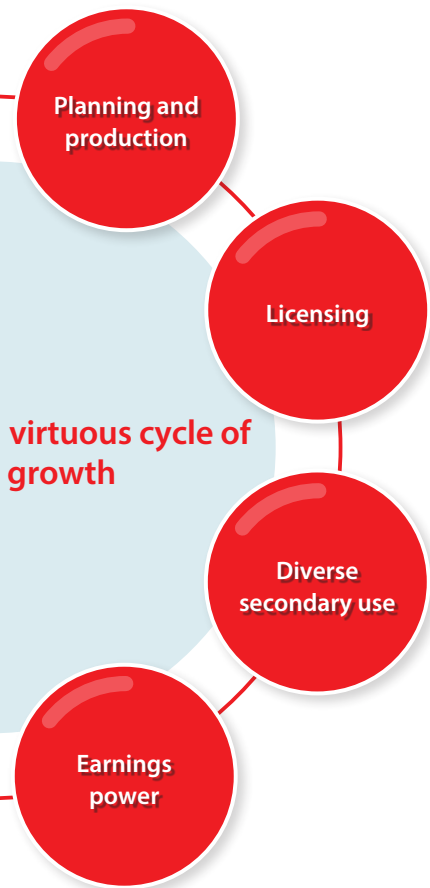 Planning and
production
Licensing
virtuous cycle of
growth
Diverse
secondary use
Earnings
power